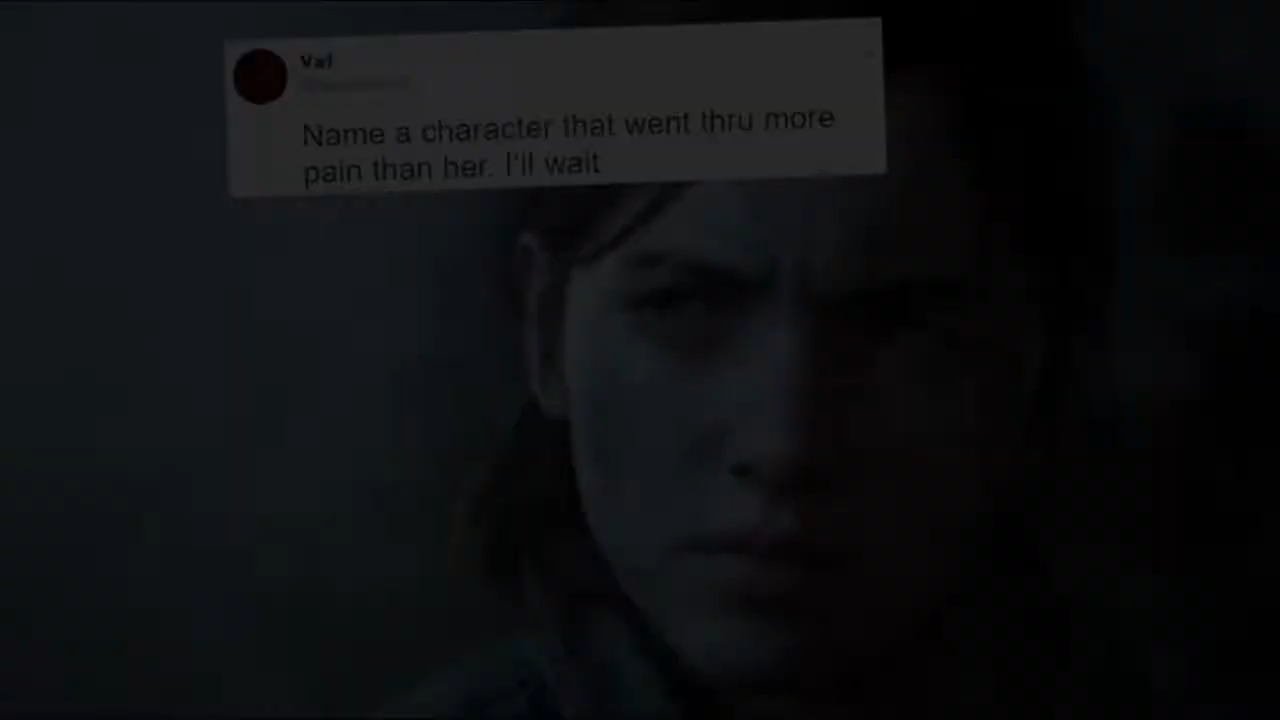 Val
Name a character that went thru more
pain than her. I'll wait